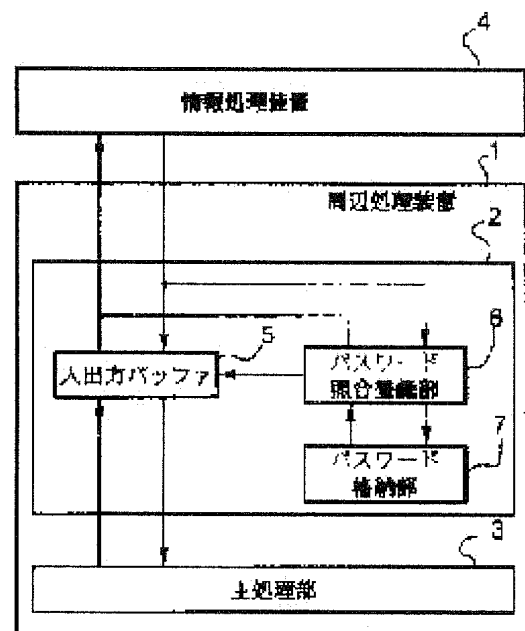 4
情報処理装置
1
周辺処理装置
2
5
入出力バッファ
6
パスワード
照合登録部
7
パスワード
格納部
3
主処理部